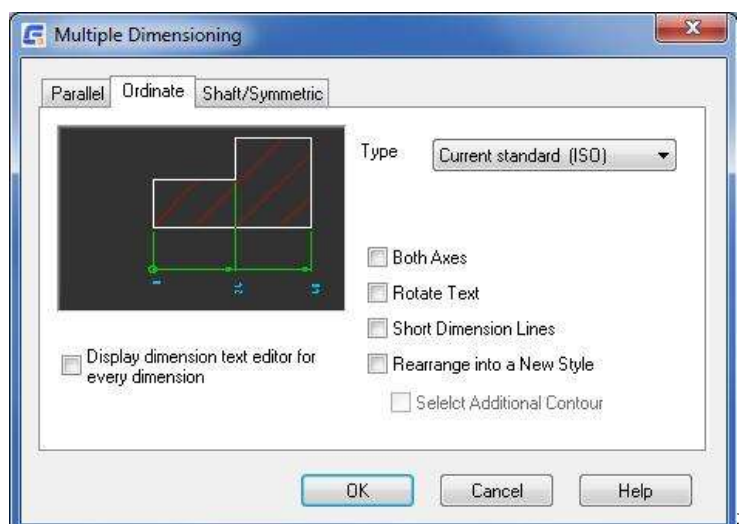 Multiple Dimensioning
Parallel
Ordinate
Shaft/Symmetric
Type
Current standard (ISO)
Both Axes
Rotate Text
Short Dimension Lines
Display dimension text editor for
every dimension
Rearrange into a New Style
Selelct Additional Contour
OK
Cancel
Help